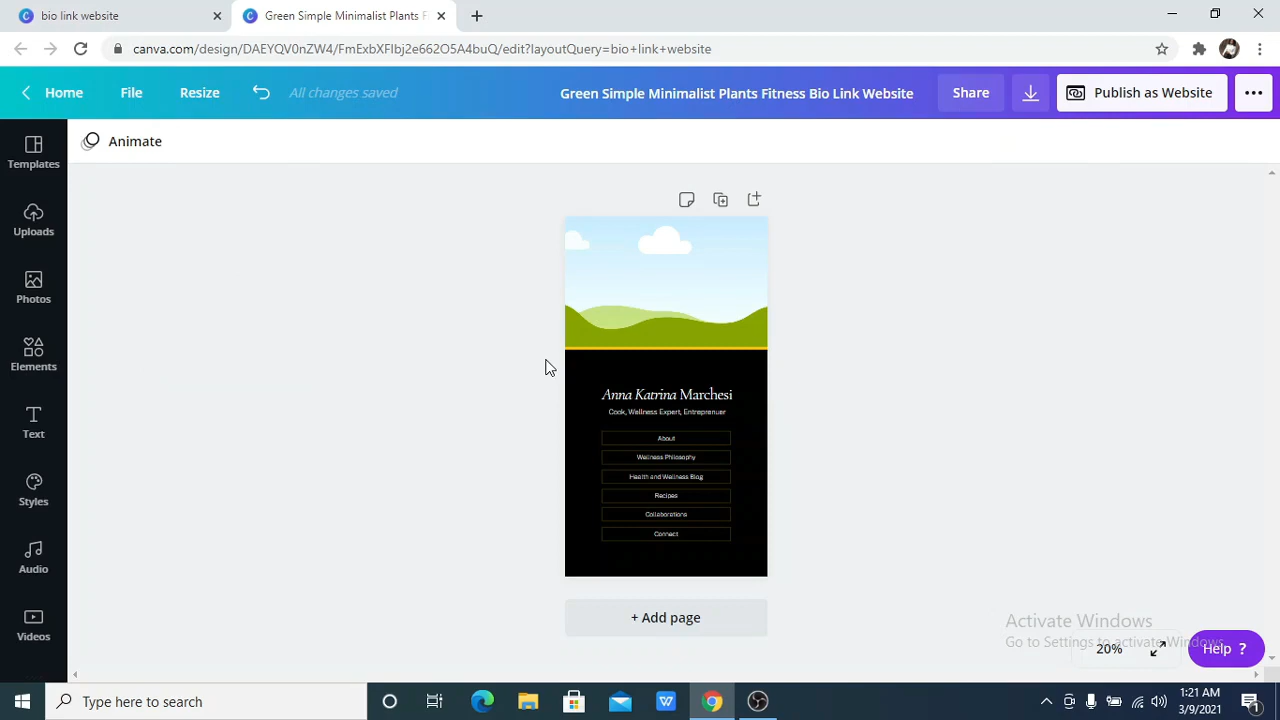 bio link website
Green Simple Minimalist Plants F
canva.com/design/DAEYQV0nZW4/FmExbXFlbj2e662O5A4buQ/edit?layoutQuery=bio+link+website
Home
File
Resize
All changes saved
Green Simple Minimalist Plants Fitness Bio Link Website
Share
Publish as Website
Templates
Animate
Uploads
Photos
Elements
Text
Styles
Audio
Videos
Anna Katrina Marchesi
Cook, Wellness Expert, Entreprenuer
About
Wellness Philosophy
Health and Wellness Blog
Recipes
Collaborations
Connect
+ Add page
Activate Windows
Go to Settings to activate Windows.
20%
Help ?
Type here to search
1:21 AM
3/9/2021
1